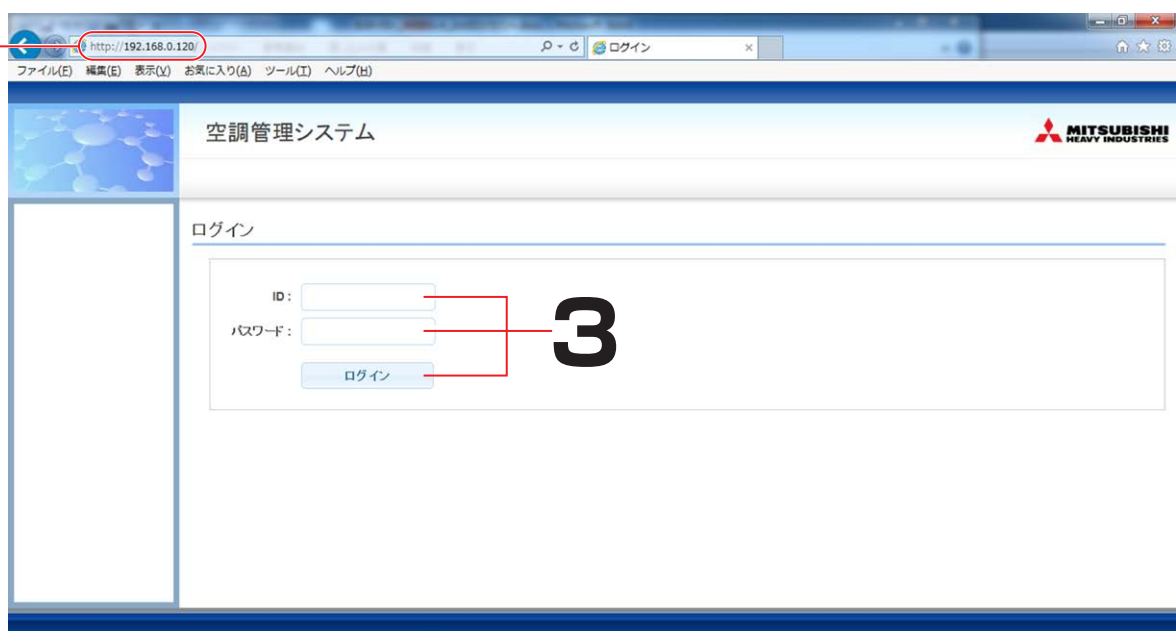 http://192.168.0.120/
ログイン
ファイル(F) 編集(E) 表示(V) お気に入り(A) ツール(T) ヘルプ(H)
空調管理システム
MITSUBISHI
HEAVY INDUSTRIES
ログイン
ID :
パスワード :
ログイン
3